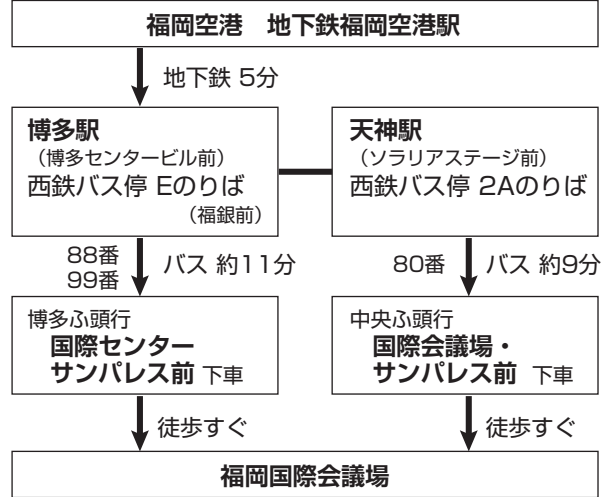 福岡空港　地下鉄福岡空港駅
地下鉄 5分
博多駅
（博多センタービル前）
西鉄バス停 Eのりば
（福銀前）
天神駅
（ソラリアステージ前）
西鉄バス停 2Aのりば
88番
99番
バス 約11分
80番
バス 約9分
博多ふ頭行
国際センター
サンパレス前 下車
中央ふ頭行
国際会議場・
サンパレス前 下車
徒歩すぐ
徒歩すぐ
福岡国際会議場